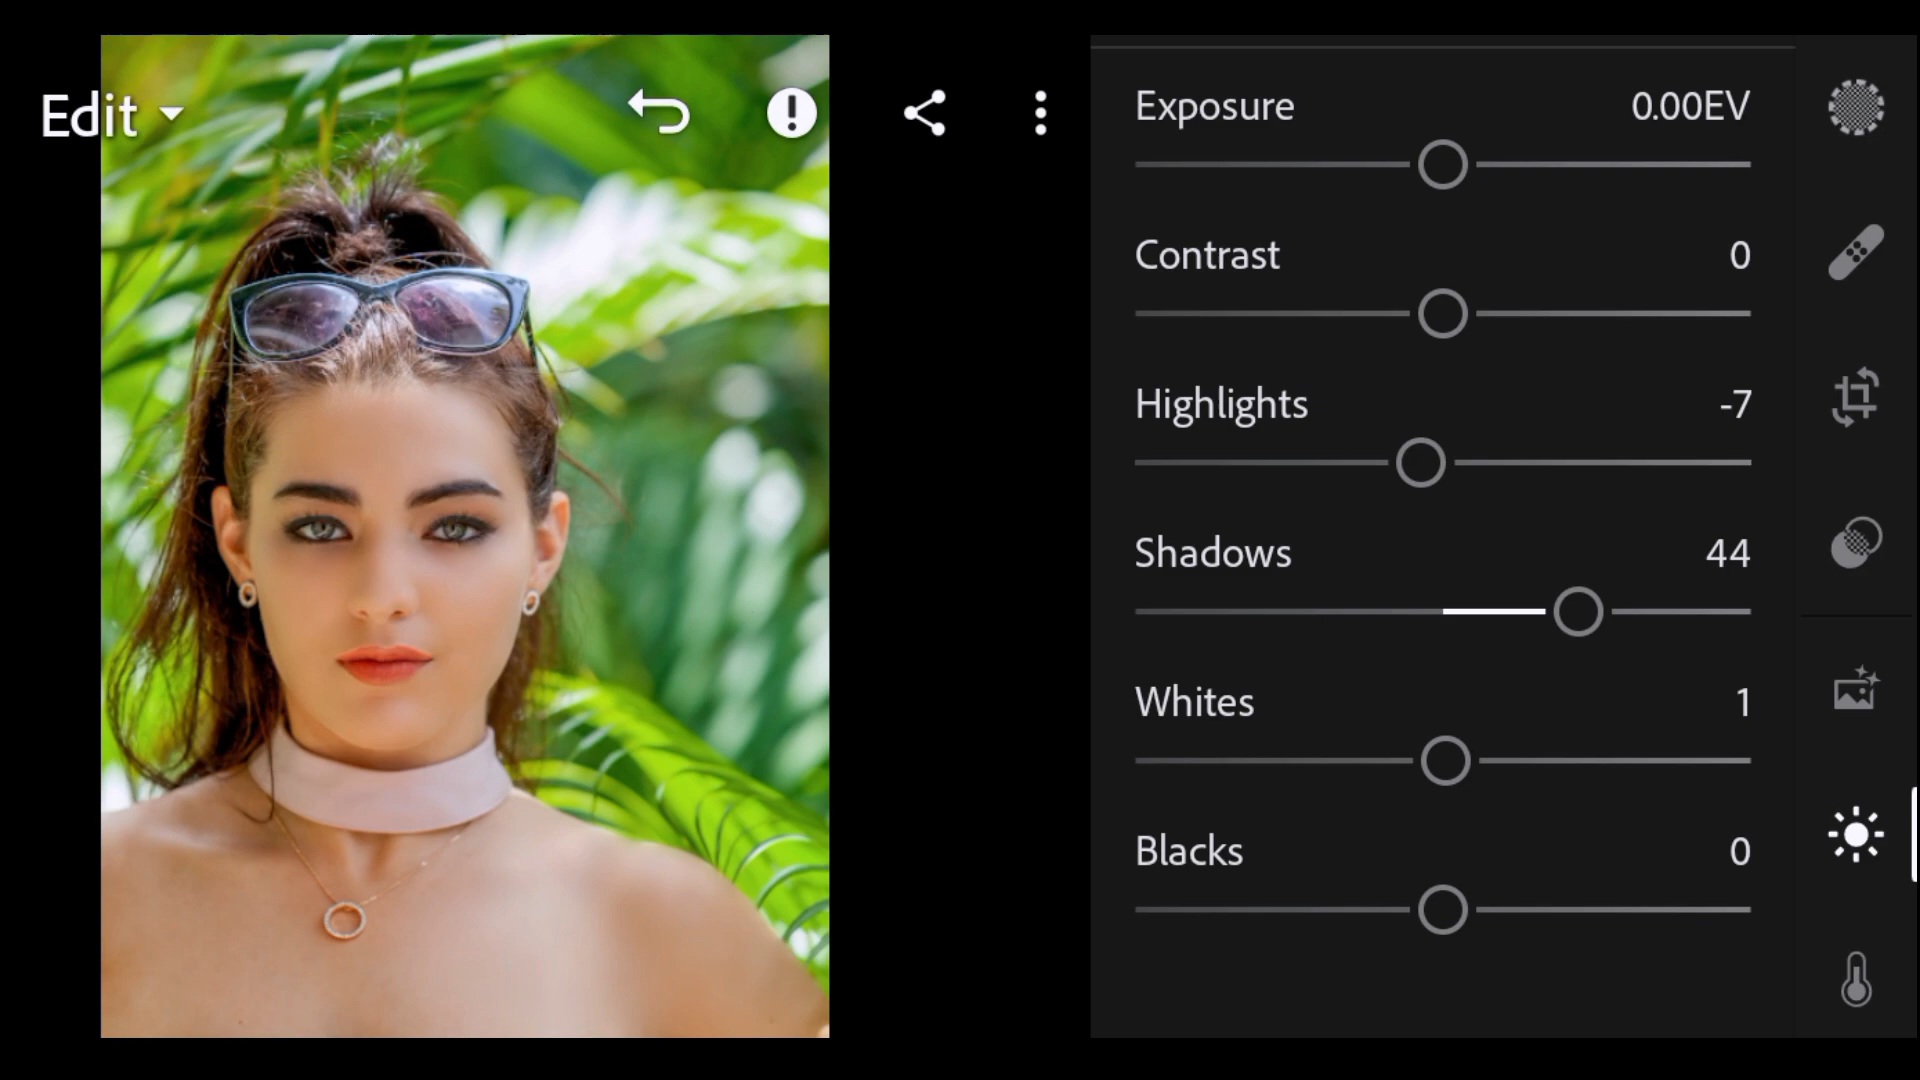 Edit
Exposure 0.00EV
Contrast 0
Highlights -7
Shadows 44
Whites 1
Blacks 0